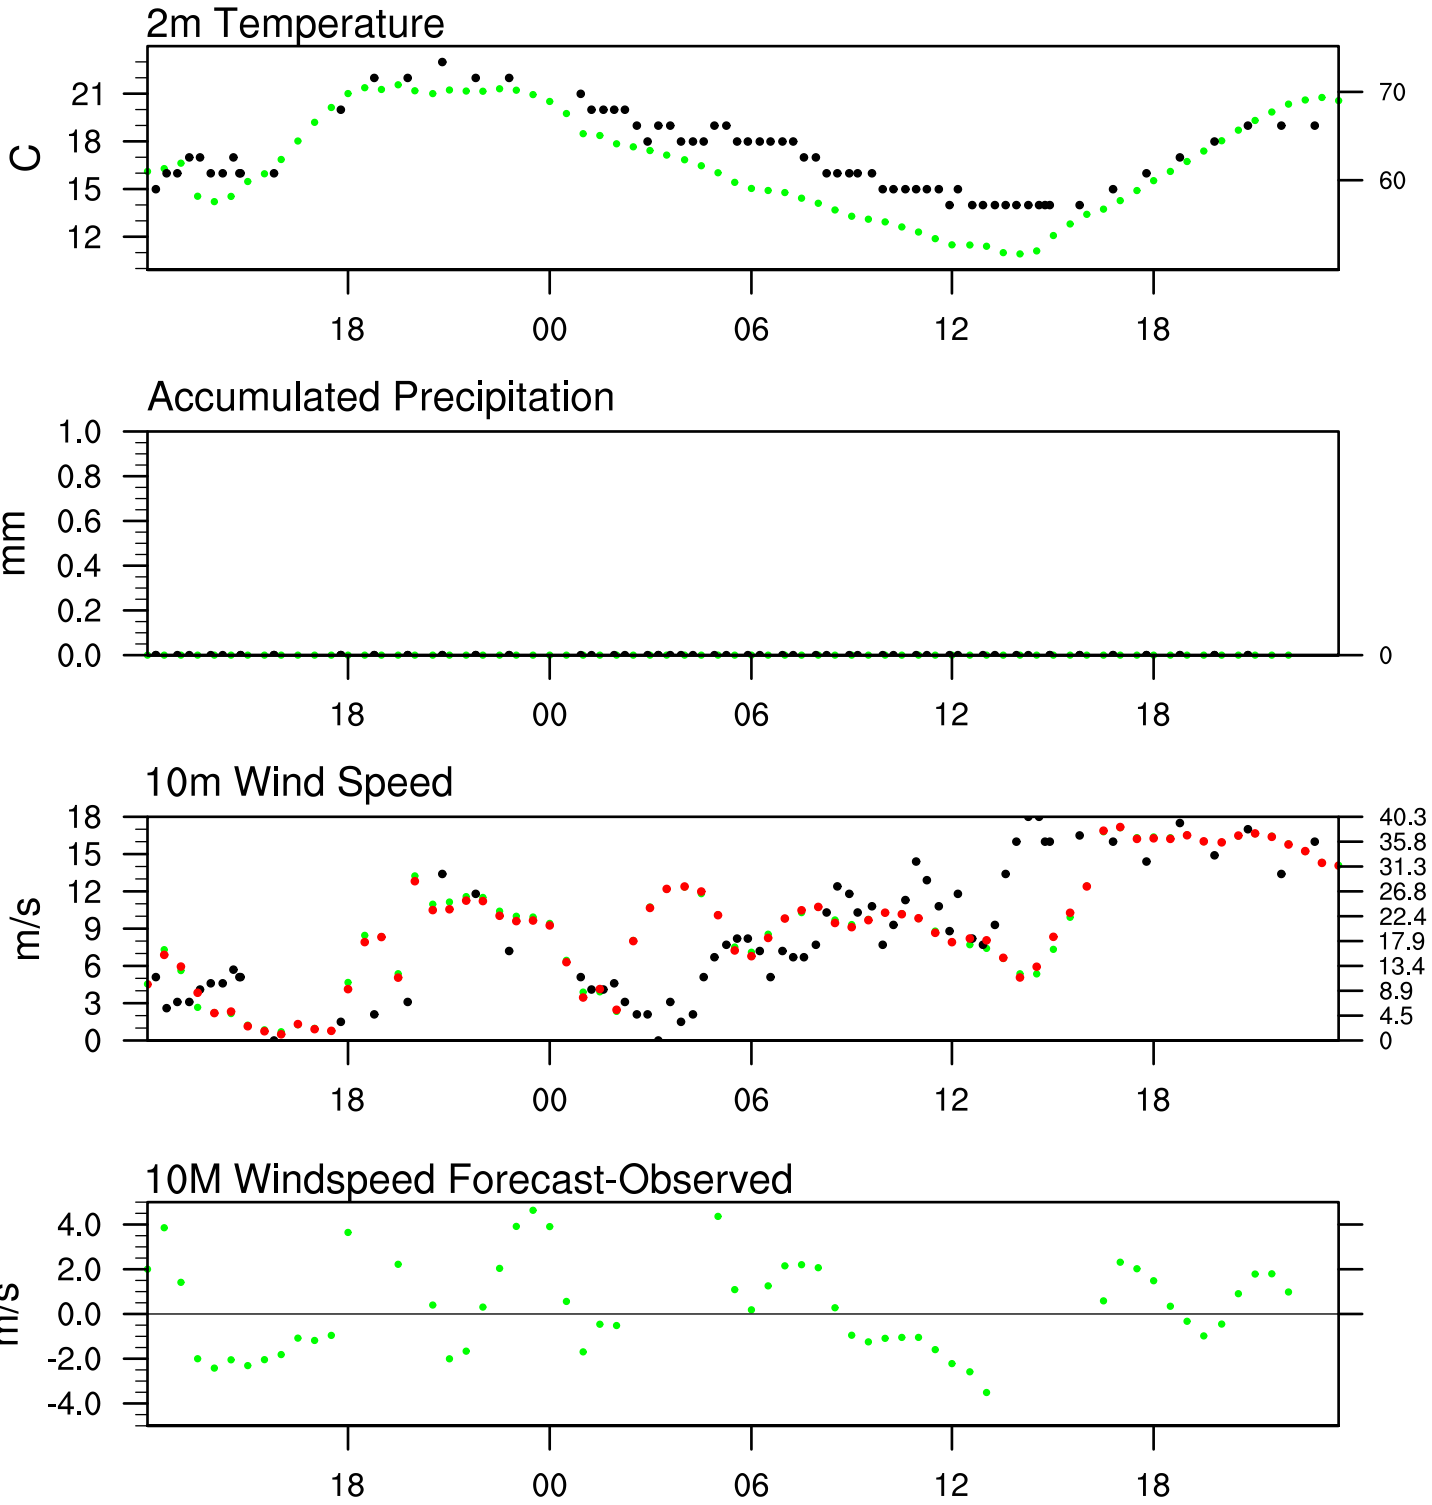 2m Temperature
C
21
18
15
12
70
60
18 00 06 12 18
Accumulated Precipitation
mm
1.0
0.8
0.6
0.4
0.2
0.0
0
18 00 06 12 18
10m Wind Speed
m/s
18
15
12
9
6
3
0
40.3
35.8
31.3
26.8
22.4
17.9
13.4
8.9
4.5
0
18 00 06 12 18
10M Windspeed Forecast-Observed
m/s
4.0
2.0
0.0
-2.0
-4.0
18 00 06 12 18